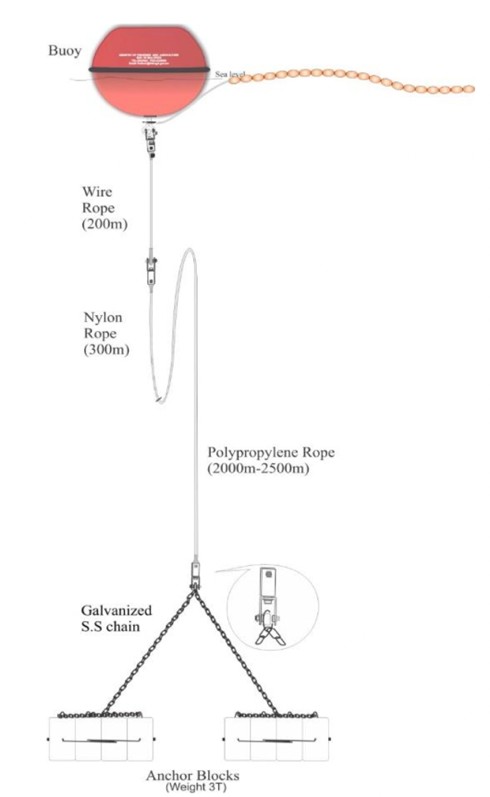 Buoy
Sea level
Wire
Rope
(200m)
Nylon
Rope
(300m)
Polypropylene Rope
(2000m-2500m)
Galvanized
S.S chain
Anchor Blocks
(Weight 3T)